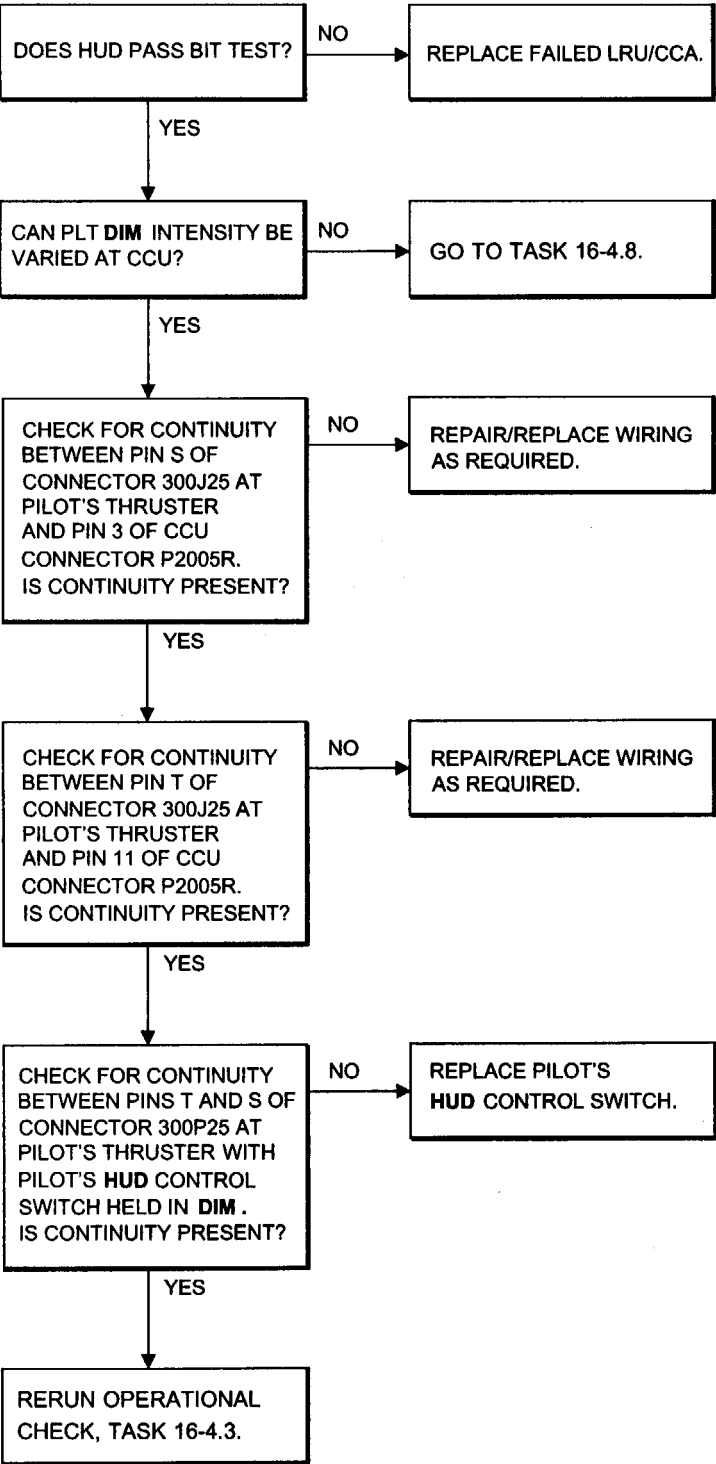 DOES HUD PASS BIT TEST?
NO
REPLACE FAILED LRU/CCA.
YES
CAN PLT DIM INTENSITY BE
VARIED AT CCU?
NO
GO TO TASK 16-4.8.
YES
CHECK FOR CONTINUITY
BETWEEN PIN S OF
CONNECTOR 300J25 AT
PILOT'S THRUSTER
AND PIN 3 OF CCU
CONNECTOR P2005R.
IS CONTINUITY PRESENT?
NO
REPAIR/REPLACE WIRING
AS REQUIRED.
YES
CHECK FOR CONTINUITY
BETWEEN PIN T OF
CONNECTOR 300J25 AT
PILOT'S THRUSTER
AND PIN 11 OF CCU
CONNECTOR P2005R.
IS CONTINUITY PRESENT?
NO
REPAIR/REPLACE WIRING
AS REQUIRED.
YES
CHECK FOR CONTINUITY
BETWEEN PINS T AND S OF
CONNECTOR 300P25 AT
PILOT'S THRUSTER WITH
PILOT'S HUD CONTROL
SWITCH HELD IN DIM .
IS CONTINUITY PRESENT?
NO
REPLACE PILOT'S
HUD CONTROL SWITCH.
YES
RERUN OPERATIONAL
CHECK, TASK 16-4.3.